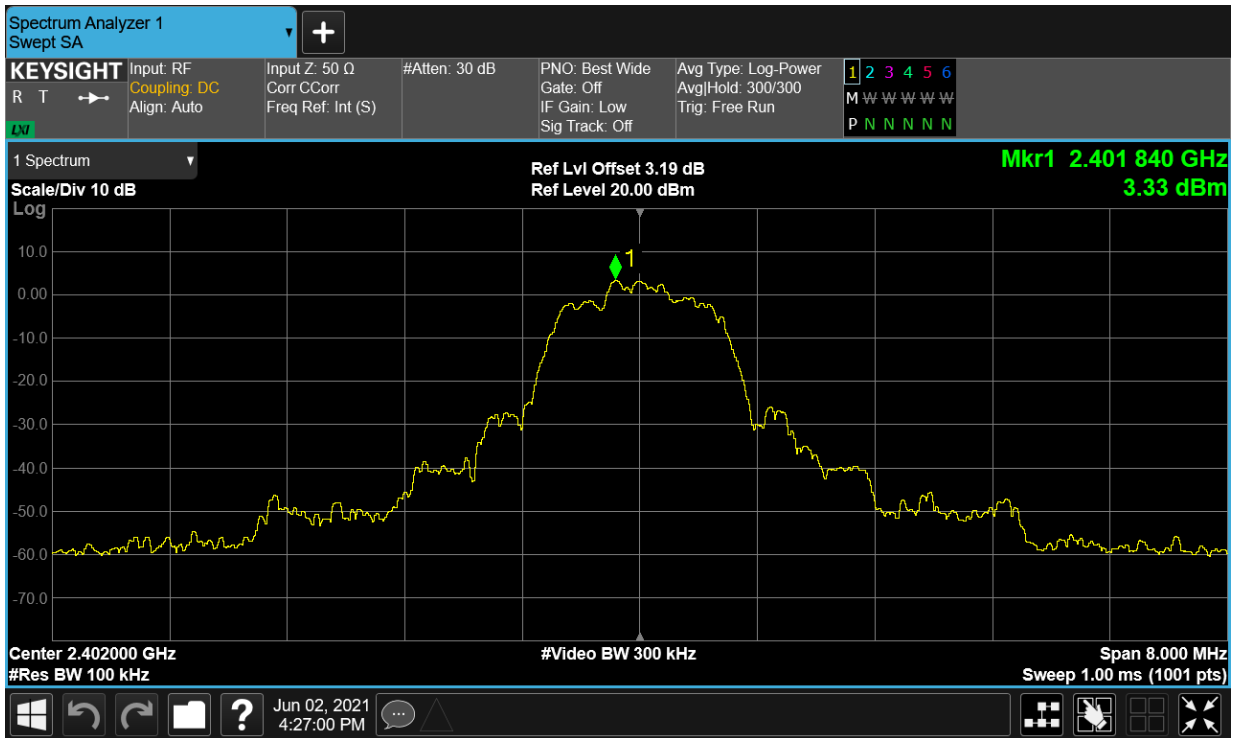 Spectrum Analyzer 1
Swept SA
KEYSIGHT
R T
LXI
Input: RF
Coupling: DC
Align: Auto
Input Z: 50 Ω
Corr CCorr
Freq Ref: Int (S)
#Atten: 30 dB
PNO: Best Wide
Gate: Off
IF Gain: Low
Sig Track: Off
Avg Type: Log-Power
Avg|Hold: 300/300
Trig: Free Run
1 2 3 4 5 6
M W W W W W
P N N N N N
1 Spectrum
Scale/Div 10 dB
Log
Ref Lvl Offset 3.19 dB
Ref Level 20.00 dBm
Mkr1 2.401 840 GHz
3.33 dBm
1
10.0
0.00
-10.0
-20.0
-30.0
-40.0
-50.0
-60.0
-70.0
Center 2.402000 GHz
#Res BW 100 kHz
#Video BW 300 kHz
Span 8.000 MHz
Sweep 1.00 ms (1001 pts)
?
Jun 02, 2021
4:27:00 PM